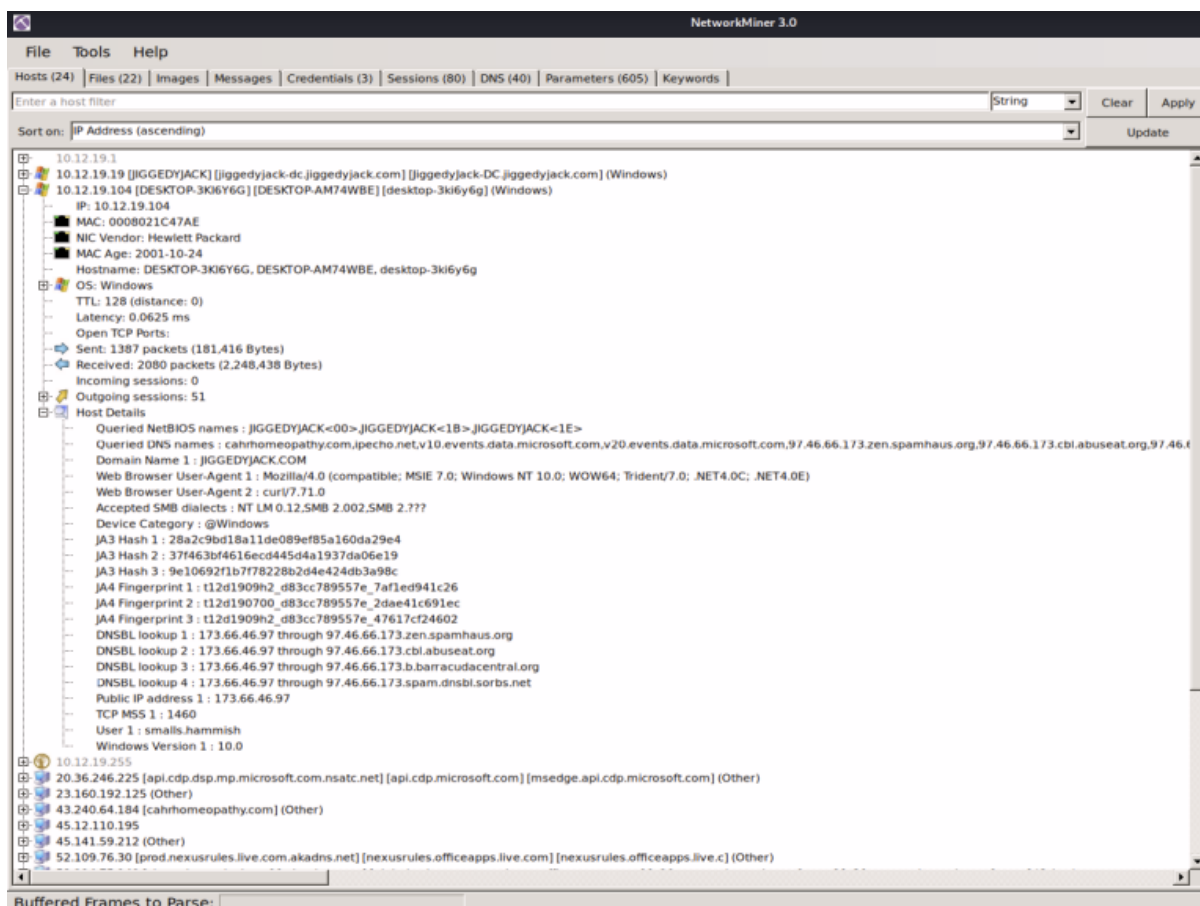 NetworkMiner 3.0
File Tools Help
Hosts (24) Files (22) Images Messages Credentials (3) Sessions (80) DNS (40) Parameters (605) Keywords
Enter a host filter String Clear Apply
Sort on: IP Address (ascending) Update
10.12.19.1
10.12.19.19 [JIGGEDYJACK] [jiggedyjack-dc.jiggedyjack.com] [JiggedyJack-DC.jiggedyjack.com] (Windows)
10.12.19.104 [DESKTOP-3KI6Y6G] [DESKTOP-AM74WBE] [desktop-3ki6y6g] (Windows)
IP: 10.12.19.104
MAC: 0008021C47AE
NIC Vendor: Hewlett Packard
MAC Age: 2001-10-24
Hostname: DESKTOP-3KI6Y6G, DESKTOP-AM74WBE, desktop-3ki6y6g
OS: Windows
TTL: 128 (distance: 0)
Latency: 0.0625 ms
Open TCP Ports:
Sent: 1387 packets (181,416 Bytes)
Received: 2080 packets (2,248,438 Bytes)
Incoming sessions: 0
Outgoing sessions: 51
Host Details
Queried NetBIOS names : JIGGEDYJACK<00>,JIGGEDYJACK<1B>,JIGGEDYJACK<1E>
Queried DNS names : cahrhomeopathy.com,ipecho.net,v10.events.data.microsoft.com,v20.events.data.microsoft.com,97.46.66.173.zen.spamhaus.org,97.46.66.173.cbl.abuseat.org,97.46.6
Domain Name 1 : JIGGEDYJACK.COM
Web Browser User-Agent 1 : Mozilla/4.0 (compatible; MSIE 7.0; Windows NT 10.0; WOW64; Trident/7.0; .NET4.0C; .NET4.0E)
Web Browser User-Agent 2 : curl/7.71.0
Accepted SMB dialects : NT LM 0.12,SMB 2.002,SMB 2.???
Device Category : @Windows
JA3 Hash 1 : 28a2c9bd18a11de089ef85a160da29e4
JA3 Hash 2 : 37f463bf4616ecd445d4a1937da06e19
JA3 Hash 3 : 9e10692f1b7f78228b2d4e424db3a98c
JA4 Fingerprint 1 : t12d1909h2_d83cc789557e_7af1ed941c26
JA4 Fingerprint 2 : t12d190700_d83cc789557e_2dae41c691ec
JA4 Fingerprint 3 : t12d1909h2_d83cc789557e_47617cf24602
DNSBL lookup 1 : 173.66.46.97 through 97.46.66.173.zen.spamhaus.org
DNSBL lookup 2 : 173.66.46.97 through 97.46.66.173.cbl.abuseat.org
DNSBL lookup 3 : 173.66.46.97 through 97.46.66.173.b.barracudacentral.org
DNSBL lookup 4 : 173.66.46.97 through 97.46.66.173.spam.dnsbl.sorbs.net
Public IP address 1 : 173.66.46.97
TCP MSS 1 : 1460
User 1 : smalls.hammish
Windows Version 1 : 10.0
10.12.19.255
20.36.246.225 [api.cdp.dsp.mp.microsoft.com.nsatc.net] [api.cdp.microsoft.com] [msedge.api.cdp.microsoft.com] (Other)
23.160.192.125 (Other)
43.240.64.184 [cahrhomeopathy.com] (Other)
45.12.110.195
45.141.59.212 (Other)
52.109.76.30 [prod.nexusrules.live.com.akadns.net] [nexusrules.officeapps.live.com] [nexusrules.officeapps.live.c] (Other)
Buffered Frames to Parse: